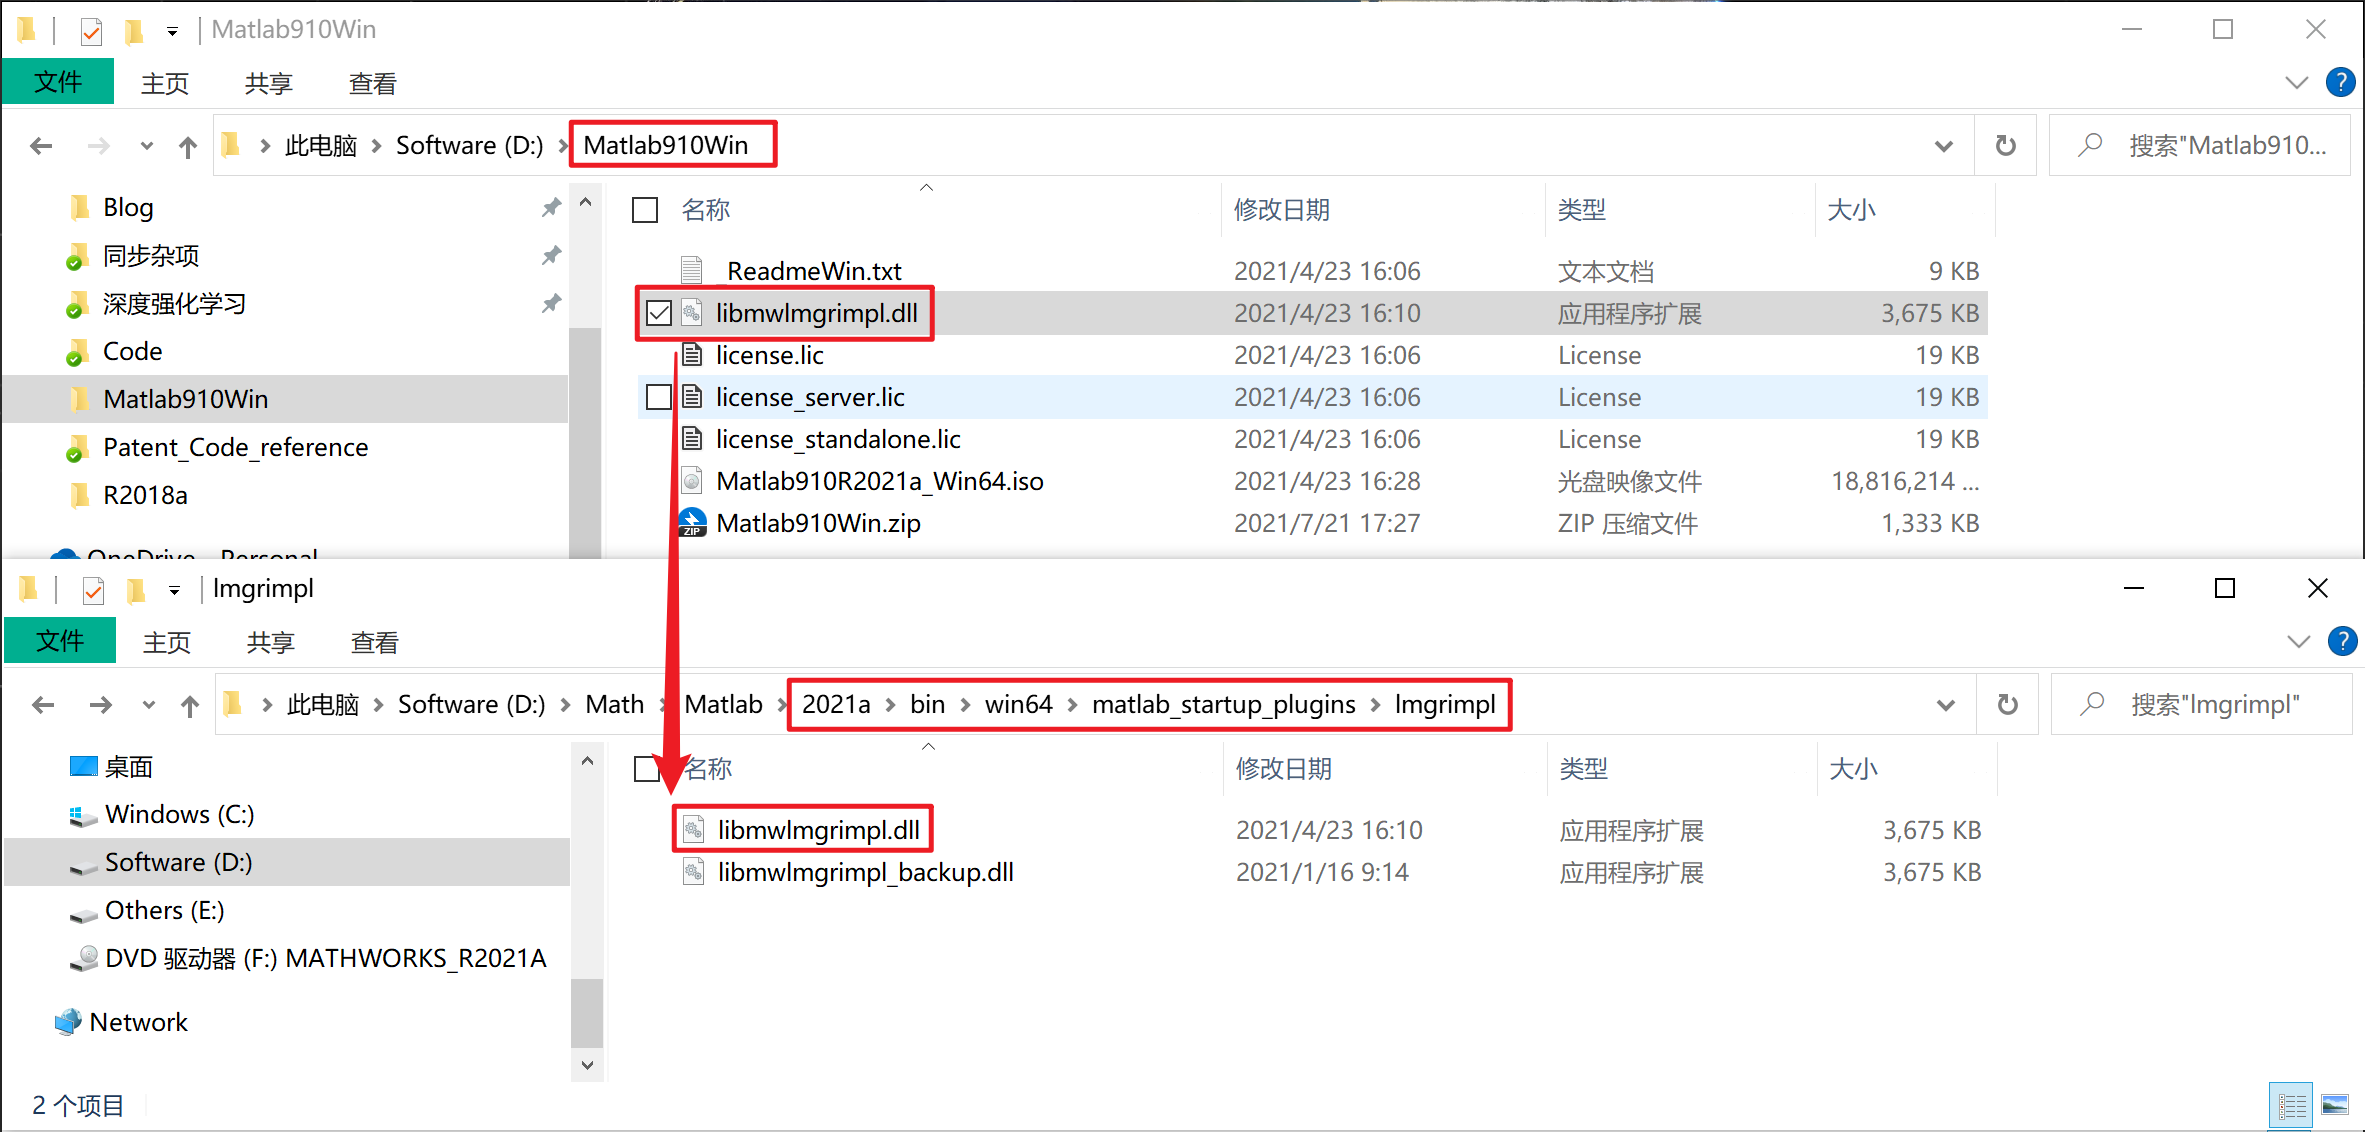 Matlab910Win
文件 主页 共享 查看
此电脑 Software (D:) Matlab910Win 搜索"Matlab910...
名称 修改日期 类型 大小
Blog
同步杂项
深度强化学习
Code
Matlab910Win
Patent_Code_reference
R2018a
OneDrive - Personal
_ReadmeWin.txt 2021/4/23 16:06 文本文档 9 KB
libmwlmgrimpl.dll 2021/4/23 16:10 应用程序扩展 3,675 KB
license.lic 2021/4/23 16:06 License 19 KB
license_server.lic 2021/4/23 16:06 License 19 KB
license_standalone.lic 2021/4/23 16:06 License 19 KB
Matlab910R2021a_Win64.iso 2021/4/23 16:28 光盘映像文件 18,816,214 ...
ZIP Matlab910Win.zip 2021/7/21 17:27 ZIP 压缩文件 1,333 KB
lmgrimpl
文件 主页 共享 查看
此电脑 Software (D:) Math Matlab 2021a bin win64 matlab_startup_plugins lmgrimpl 搜索"lmgrimpl"
名称 修改日期 类型 大小
桌面
Windows (C:)
Software (D:)
Others (E:)
DVD 驱动器 (F:) MATHWORKS_R2021A
Network
libmwlmgrimpl.dll 2021/4/23 16:10 应用程序扩展 3,675 KB
libmwlmgrimpl_backup.dll 2021/1/16 9:14 应用程序扩展 3,675 KB
2 个项目